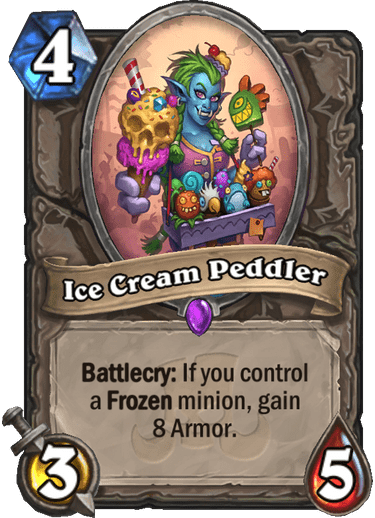 4
Ice Cream Peddler
Battlecry: If you control
a Frozen minion, gain
8 Armor.
3
5